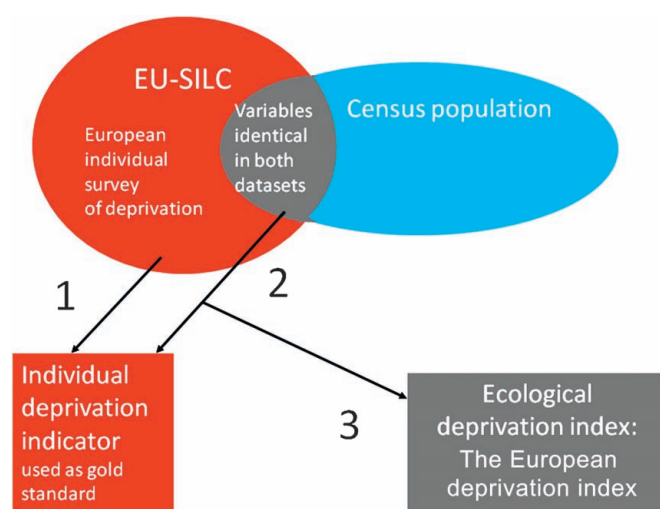 EU-SILC
European
individual
survey
of deprivation
Variables
identical
in both
datasets
Census population
1
2
3
Individual
deprivation
indicator
used as gold
standard
Ecological
deprivation index:
The European
deprivation index